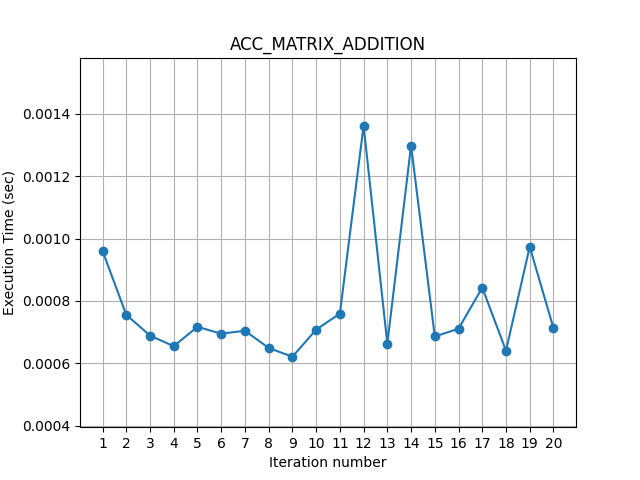 ACC_MATRIX_ADDITION
Execution Time (sec)
0.0014
0.0012
0.0010
0.0008
0.0006
0.0004
1 2 3 4 5 6 7 8 9 10 11 12 13 14 15 16 17 18 19 20
Iteration number